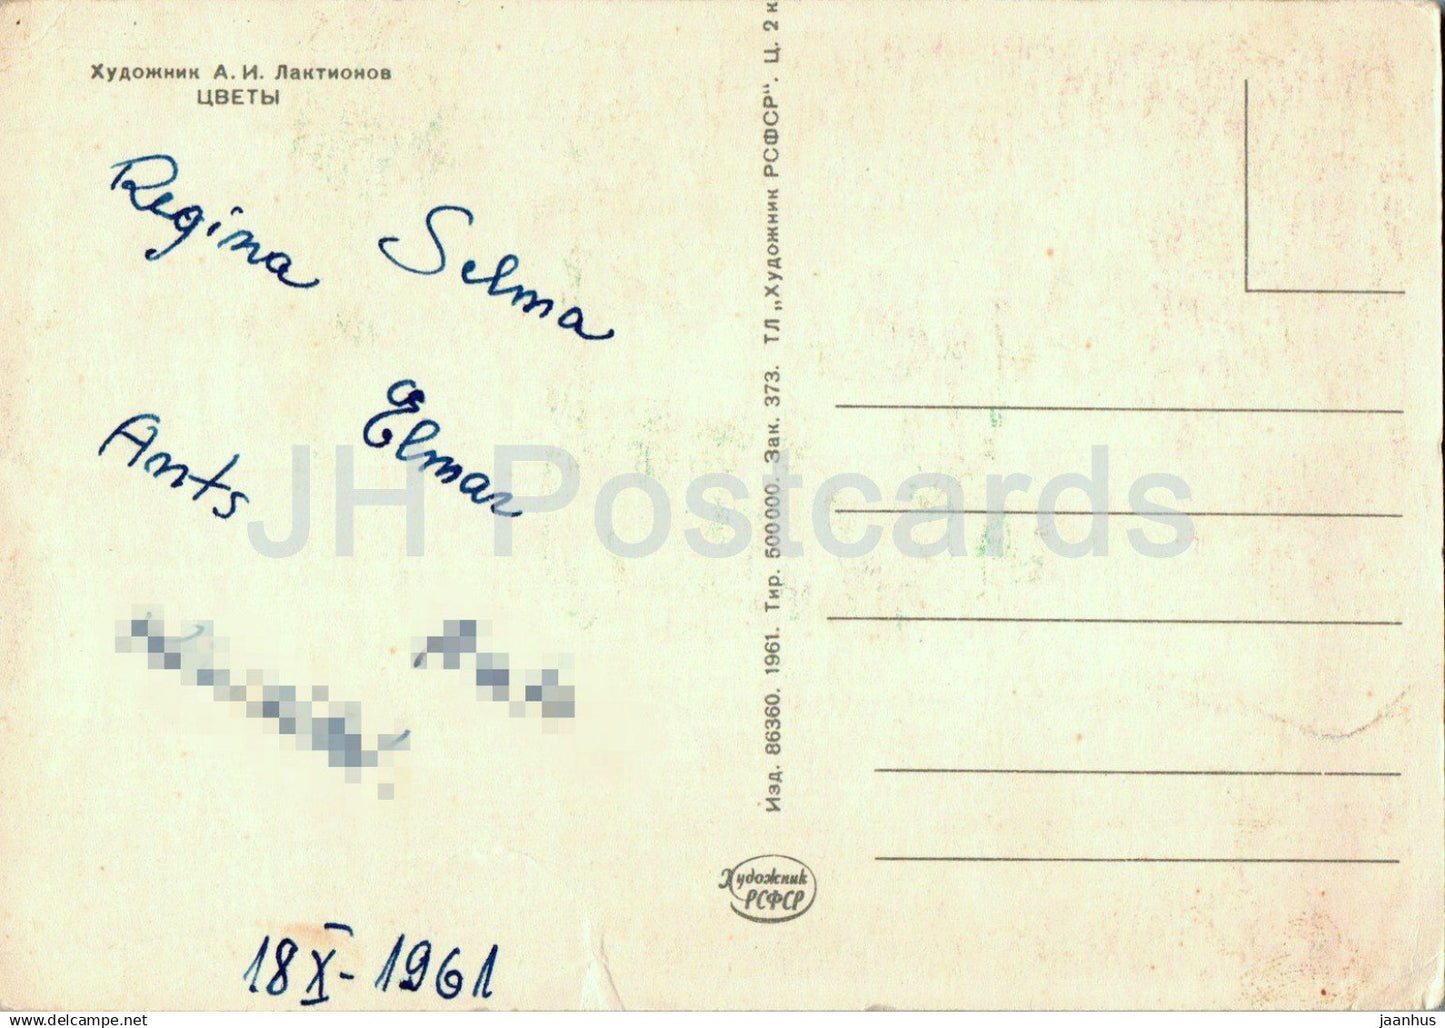 Художник А. И. Лактионов
ЦВЕТЫ
Regina Selma
Ants Elmar
18 X - 1961
Изд. 86360. 1961. Тир. 500000. Зак. 373. ТЛ „Художник РСФСР“. Ц. 2 к
Художник
РСФСР
JH Postcards
jaanhus.delcampe.net